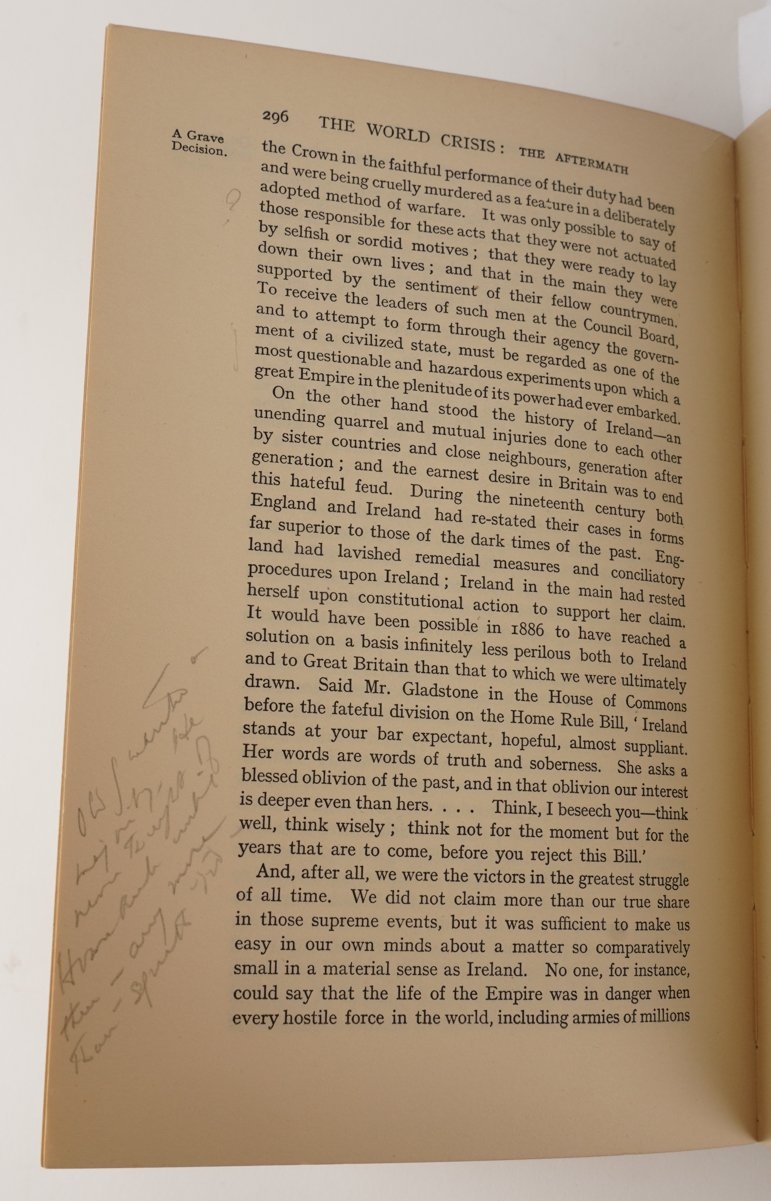 296 THE WORLD CRISIS: THE AFTERMATH
A Grave
Decision.
the Crown in the faithful performance of their duty had been
and were being cruelly murdered as a feature in a deliberately
adopted method of warfare. It was only possible to say of
those responsible for these acts that they were not actuated
by selfish or sordid motives; that they were ready to lay
down their own lives; and that in the main they were
supported by the sentiment of their fellow countrymen.
To receive the leaders of such men at the Council Board,
and to attempt to form through their agency the govern-
ment of a civilized state, must be regarded as one of the
most questionable and hazardous experiments upon which a
great Empire in the plenitude of its power had ever embarked.
On the other hand stood the history of Ireland—an
unending quarrel and mutual injuries done to each other
by sister countries and close neighbours, generation after
generation; and the earnest desire in Britain was to end
this hateful feud. During the nineteenth century both
England and Ireland had re-stated their cases in forms
far superior to those of the dark times of the past. Eng-
land had lavished remedial measures and conciliatory
procedures upon Ireland; Ireland in the main had rested
herself upon constitutional action to support her claim.
It would have been possible in 1886 to have reached a
solution on a basis infinitely less perilous both to Ireland
and to Great Britain than that to which we were ultimately
drawn. Said Mr. Gladstone in the House of Commons
before the fateful division on the Home Rule Bill, ‘Ireland
stands at your bar expectant, hopeful, almost suppliant.
Her words are words of truth and soberness. She asks a
blessed oblivion of the past, and in that oblivion our interest
is deeper even than hers. . . . Think, I beseech you—think
well, think wisely; think not for the moment but for the
years that are to come, before you reject this Bill.’
And, after all, we were the victors in the greatest struggle
of all time. We did not claim more than our true share
in those supreme events, but it was sufficient to make us
easy in our own minds about a matter so comparatively
small in a material sense as Ireland. No one, for instance,
could say that the life of the Empire was in danger when
every hostile force in the world, including armies of millions